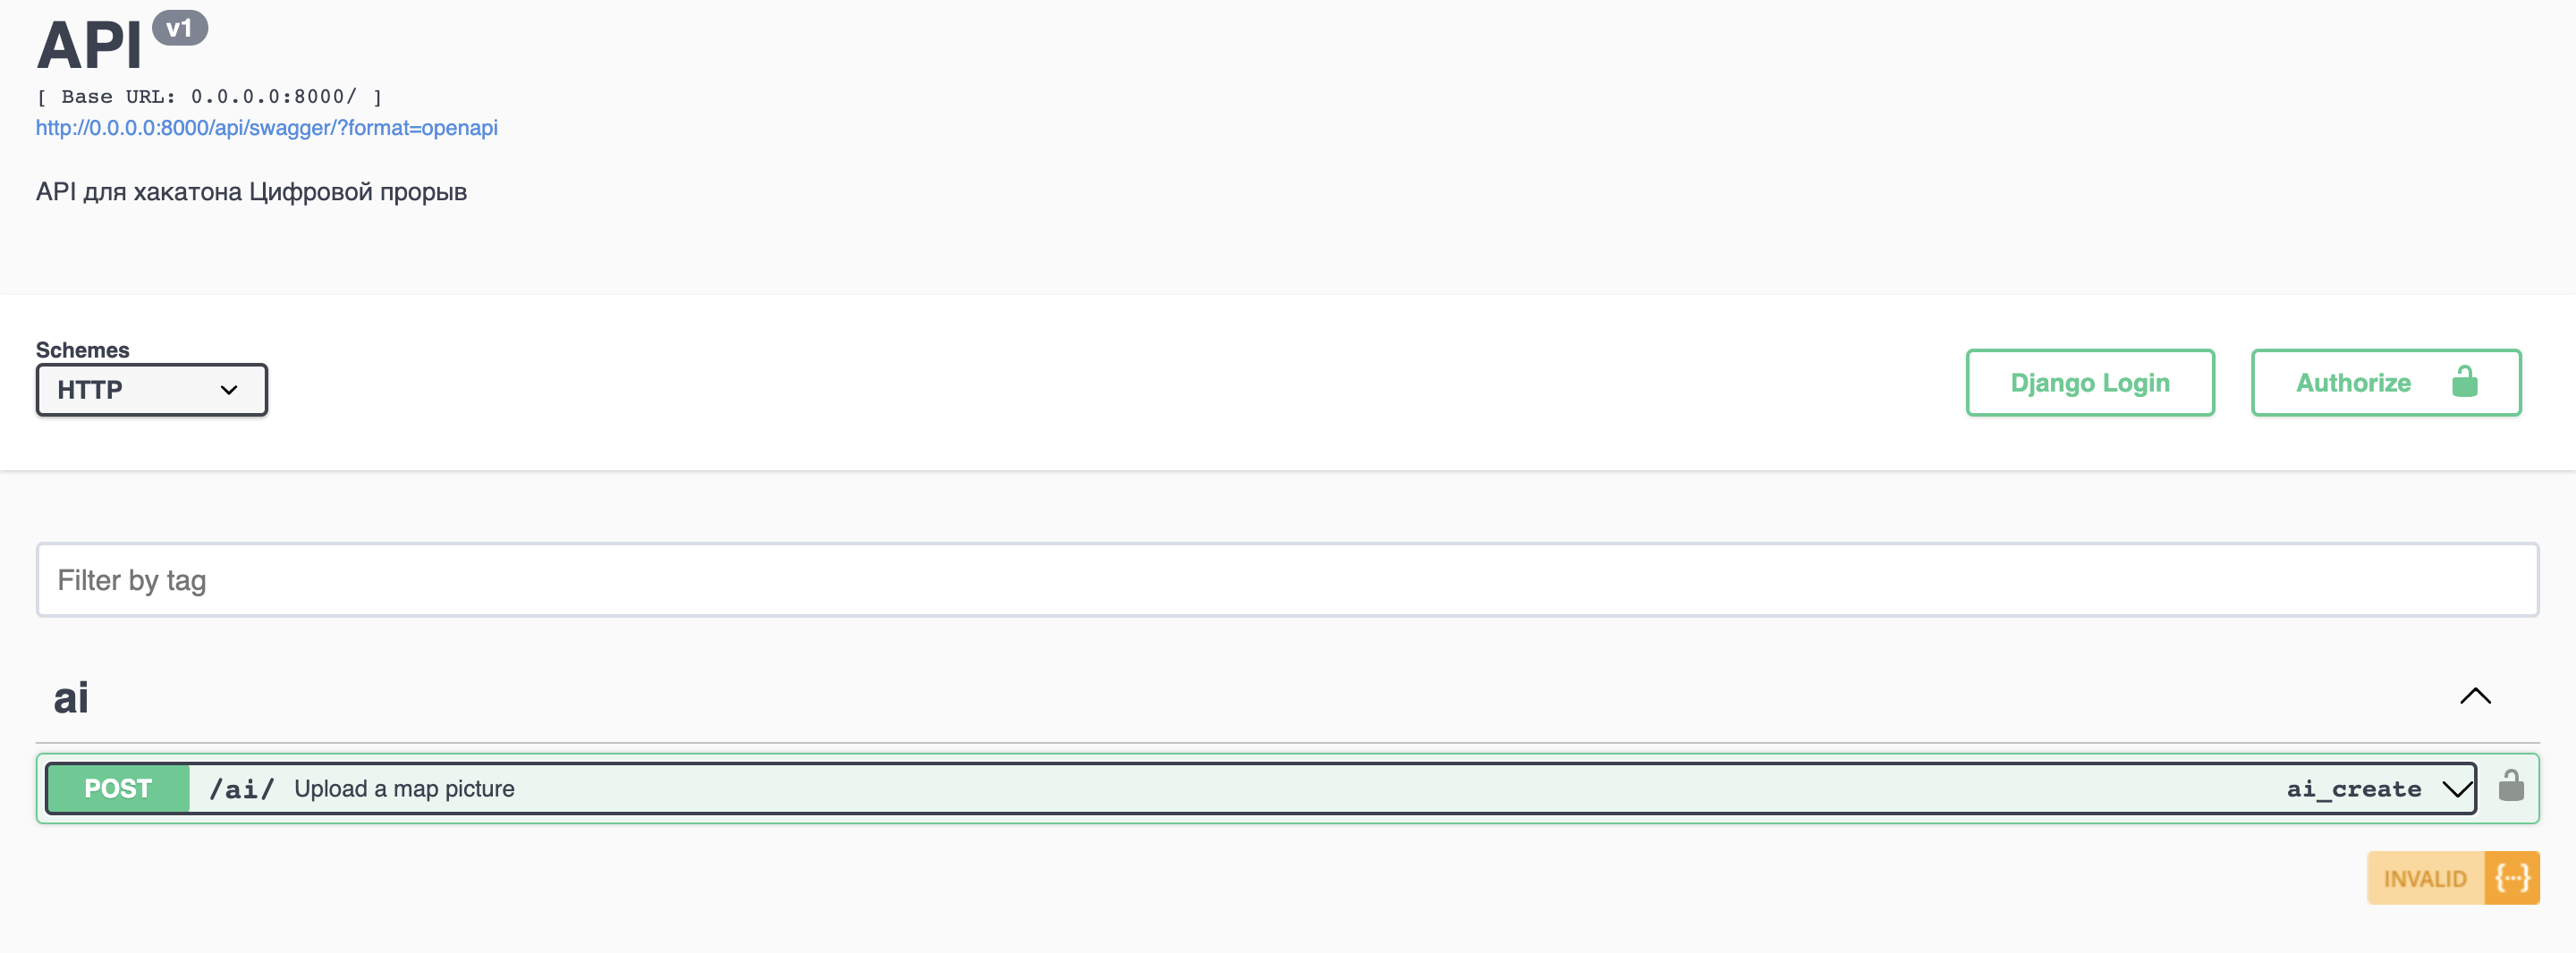 API v1
[ Base URL: 0.0.0.0:8000/ ]
http://0.0.0.0:8000/api/swagger/?format=openapi
API для хакатона Цифровой прорыв
Schemes
HTTP
Django Login
Authorize
Filter by tag
ai
POST /ai/ Upload a map picture ai_create
INVALID {...}